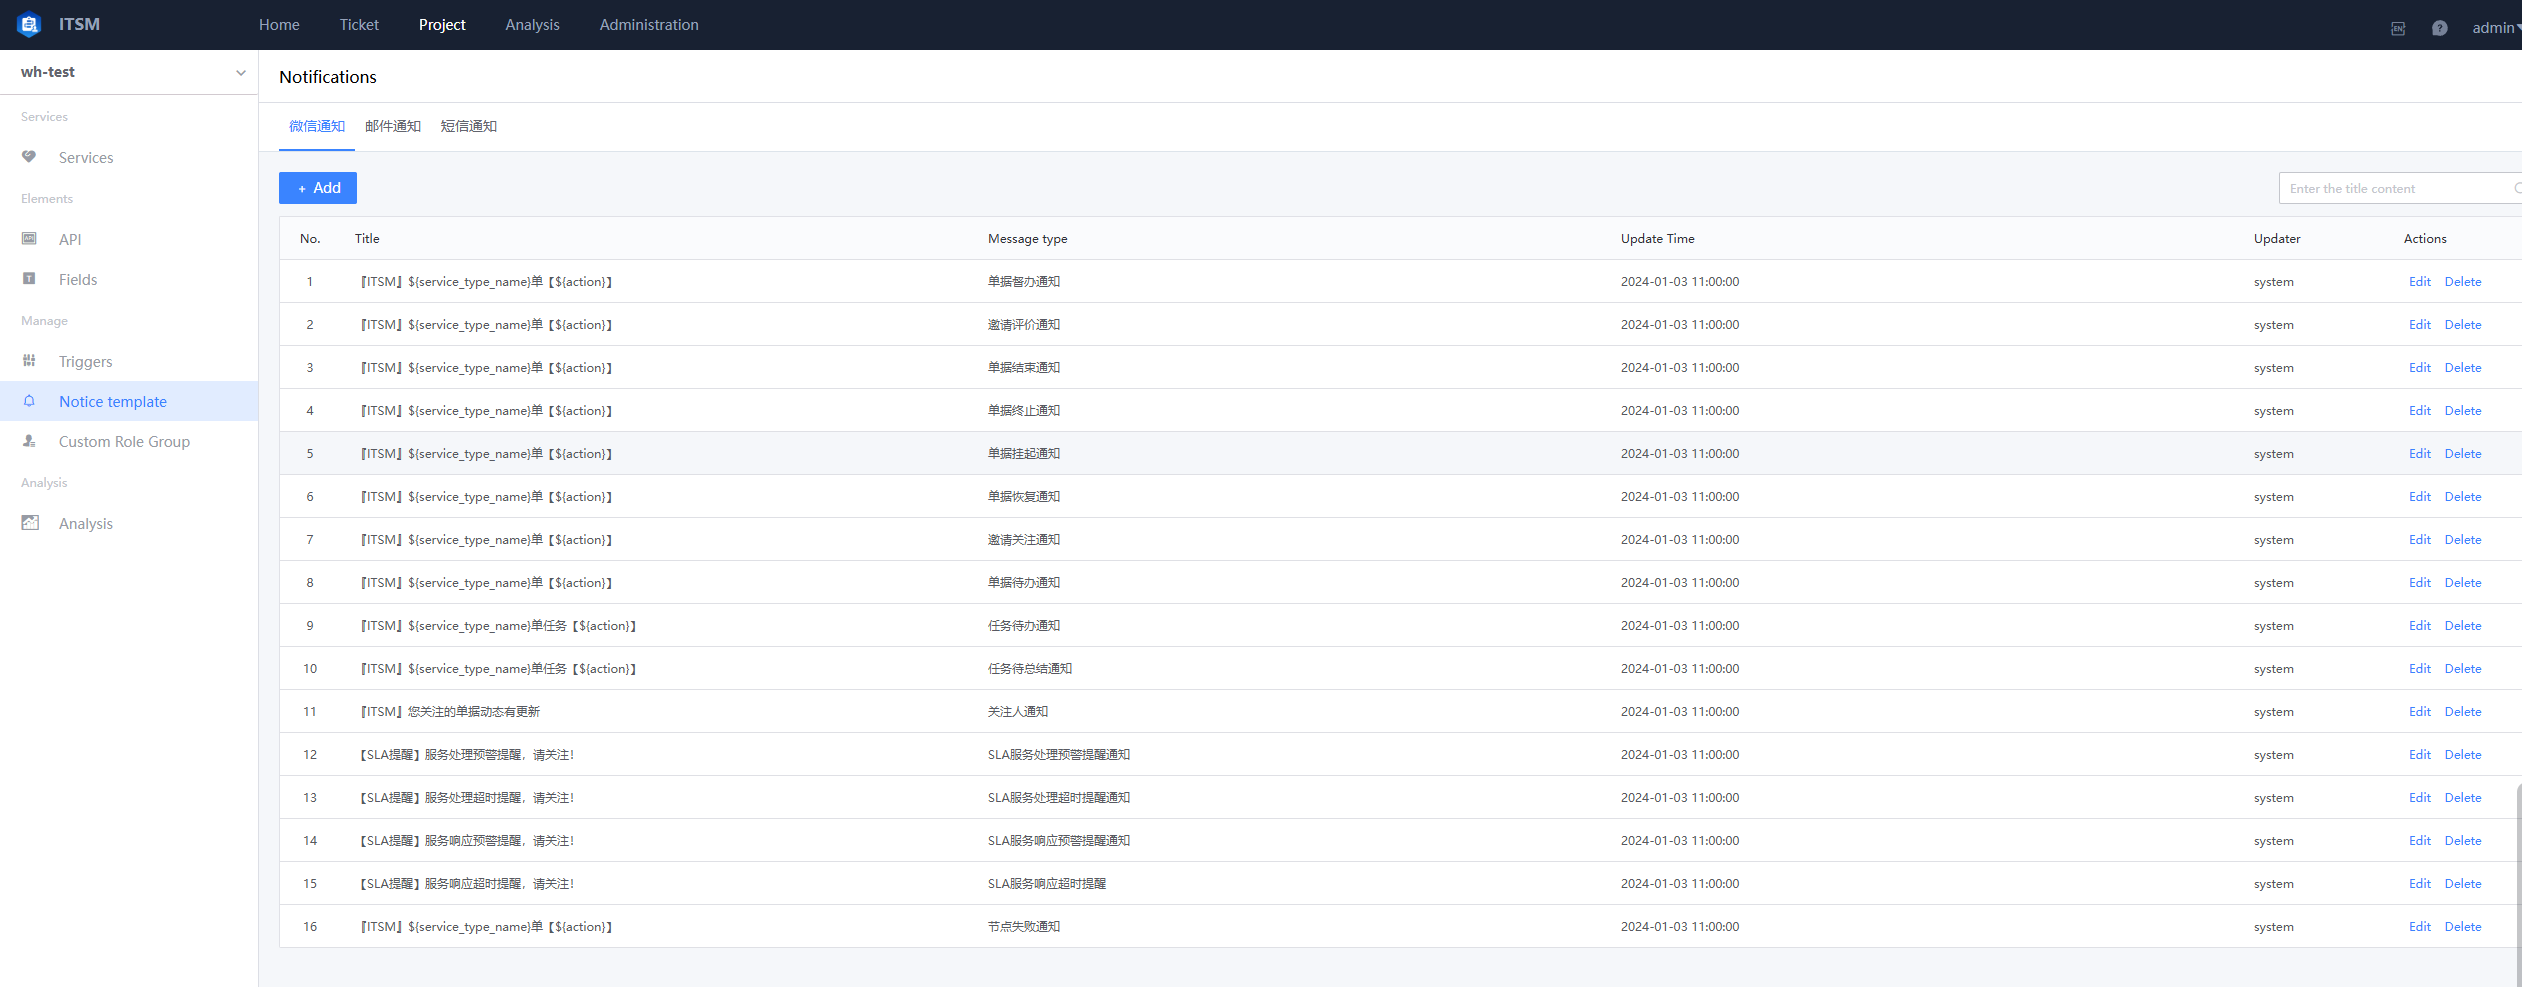 ITSM Home Ticket Project Analysis Administration EN ? admin
wh-test
Services
Services
Elements
API
Fields
Manage
Triggers
Notice template
Custom Role Group
Analysis
Analysis
Notifications
微信通知 邮件通知 短信通知
+ Add Enter the title content
No. Title Message type Update Time Updater Actions
1 『ITSM』${service_type_name}单【${action}】 单据督办通知 2024-01-03 11:00:00 system Edit Delete
2 『ITSM』${service_type_name}单【${action}】 邀请评价通知 2024-01-03 11:00:00 system Edit Delete
3 『ITSM』${service_type_name}单【${action}】 单据结束通知 2024-01-03 11:00:00 system Edit Delete
4 『ITSM』${service_type_name}单【${action}】 单据终止通知 2024-01-03 11:00:00 system Edit Delete
5 『ITSM』${service_type_name}单【${action}】 单据挂起通知 2024-01-03 11:00:00 system Edit Delete
6 『ITSM』${service_type_name}单【${action}】 单据恢复通知 2024-01-03 11:00:00 system Edit Delete
7 『ITSM』${service_type_name}单【${action}】 邀请关注通知 2024-01-03 11:00:00 system Edit Delete
8 『ITSM』${service_type_name}单【${action}】 单据待办通知 2024-01-03 11:00:00 system Edit Delete
9 『ITSM』${service_type_name}单任务【${action}】 任务待办通知 2024-01-03 11:00:00 system Edit Delete
10 『ITSM』${service_type_name}单任务【${action}】 任务待总结通知 2024-01-03 11:00:00 system Edit Delete
11 『ITSM』您关注的单据动态有更新 关注人通知 2024-01-03 11:00:00 system Edit Delete
12 【SLA提醒】服务处理预警提醒，请关注！ SLA服务处理预警提醒通知 2024-01-03 11:00:00 system Edit Delete
13 【SLA提醒】服务处理超时提醒，请关注！ SLA服务处理超时提醒通知 2024-01-03 11:00:00 system Edit Delete
14 【SLA提醒】服务响应预警提醒，请关注！ SLA服务响应预警提醒通知 2024-01-03 11:00:00 system Edit Delete
15 【SLA提醒】服务响应超时提醒，请关注！ SLA服务响应超时提醒 2024-01-03 11:00:00 system Edit Delete
16 『ITSM』${service_type_name}单【${action}】 节点失败通知 2024-01-03 11:00:00 system Edit Delete